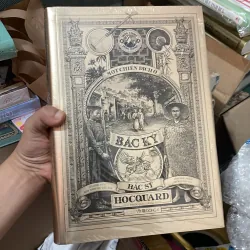 MỘT CHIẾN DỊCH Ở
BẮC KỲ
BÁC SĨ
HOCQUARD